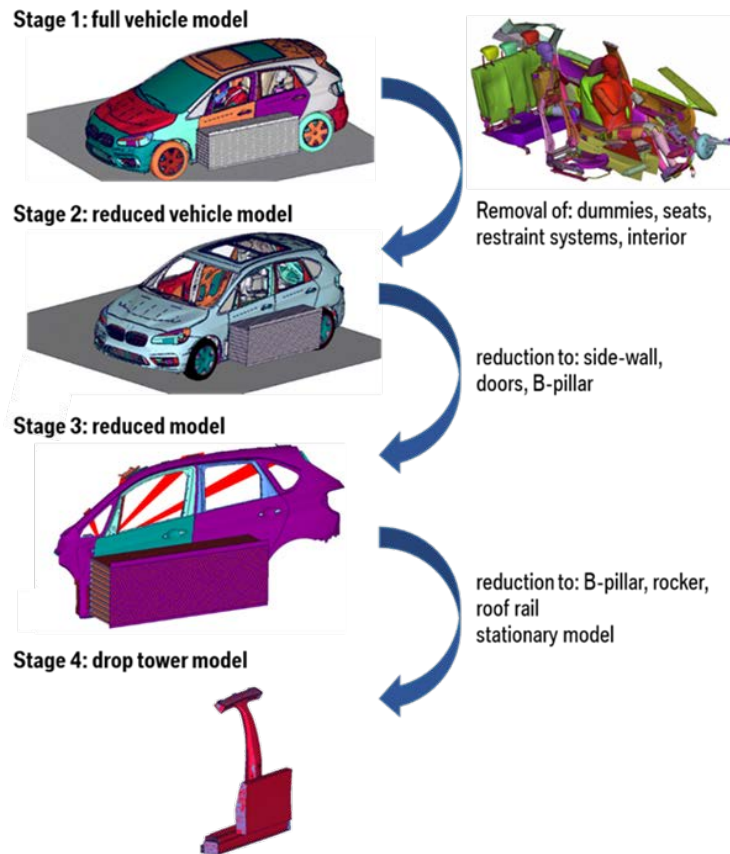 Stage 1: full vehicle model
Removal of: dummies, seats,
restraint systems, interior
Stage 2: reduced vehicle model
reduction to: side-wall,
doors, B-pillar
Stage 3: reduced model
reduction to: B-pillar, rocker,
roof rail
stationary model
Stage 4: drop tower model